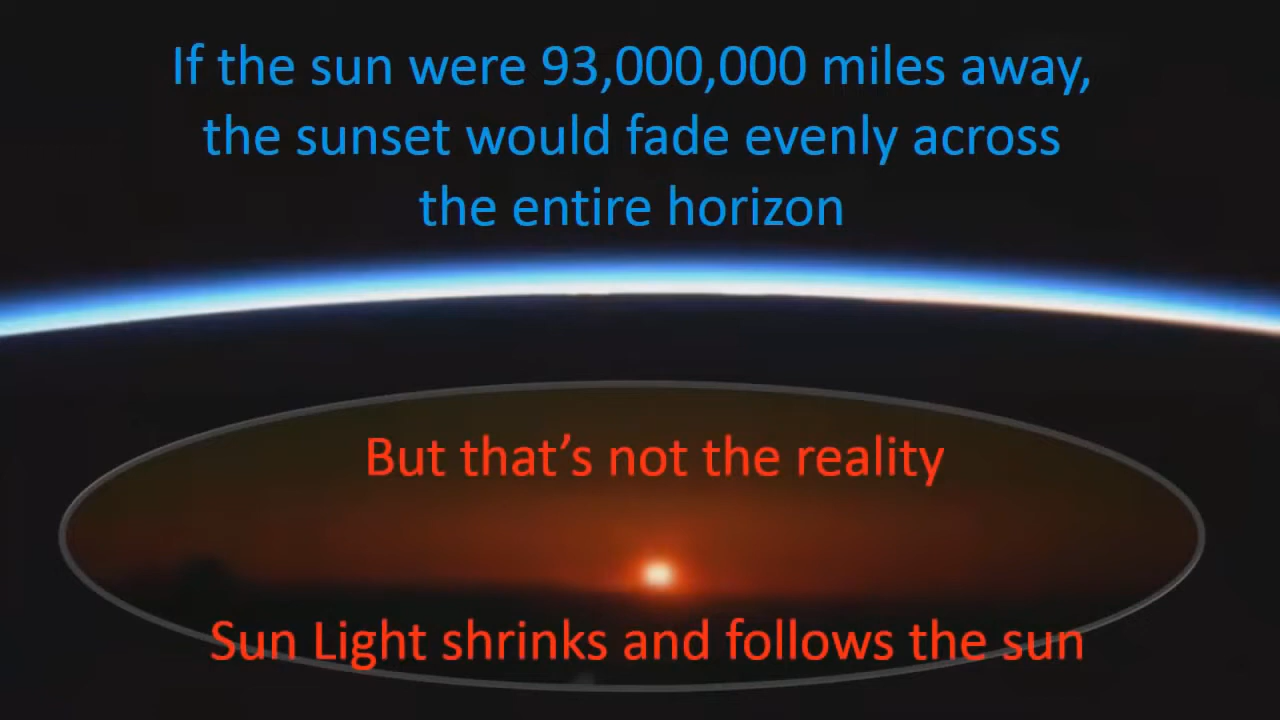 If the sun were 93,000,000 miles away,
the sunset would fade evenly across
the entire horizon
But that’s not the reality
Sun Light shrinks and follows the sun